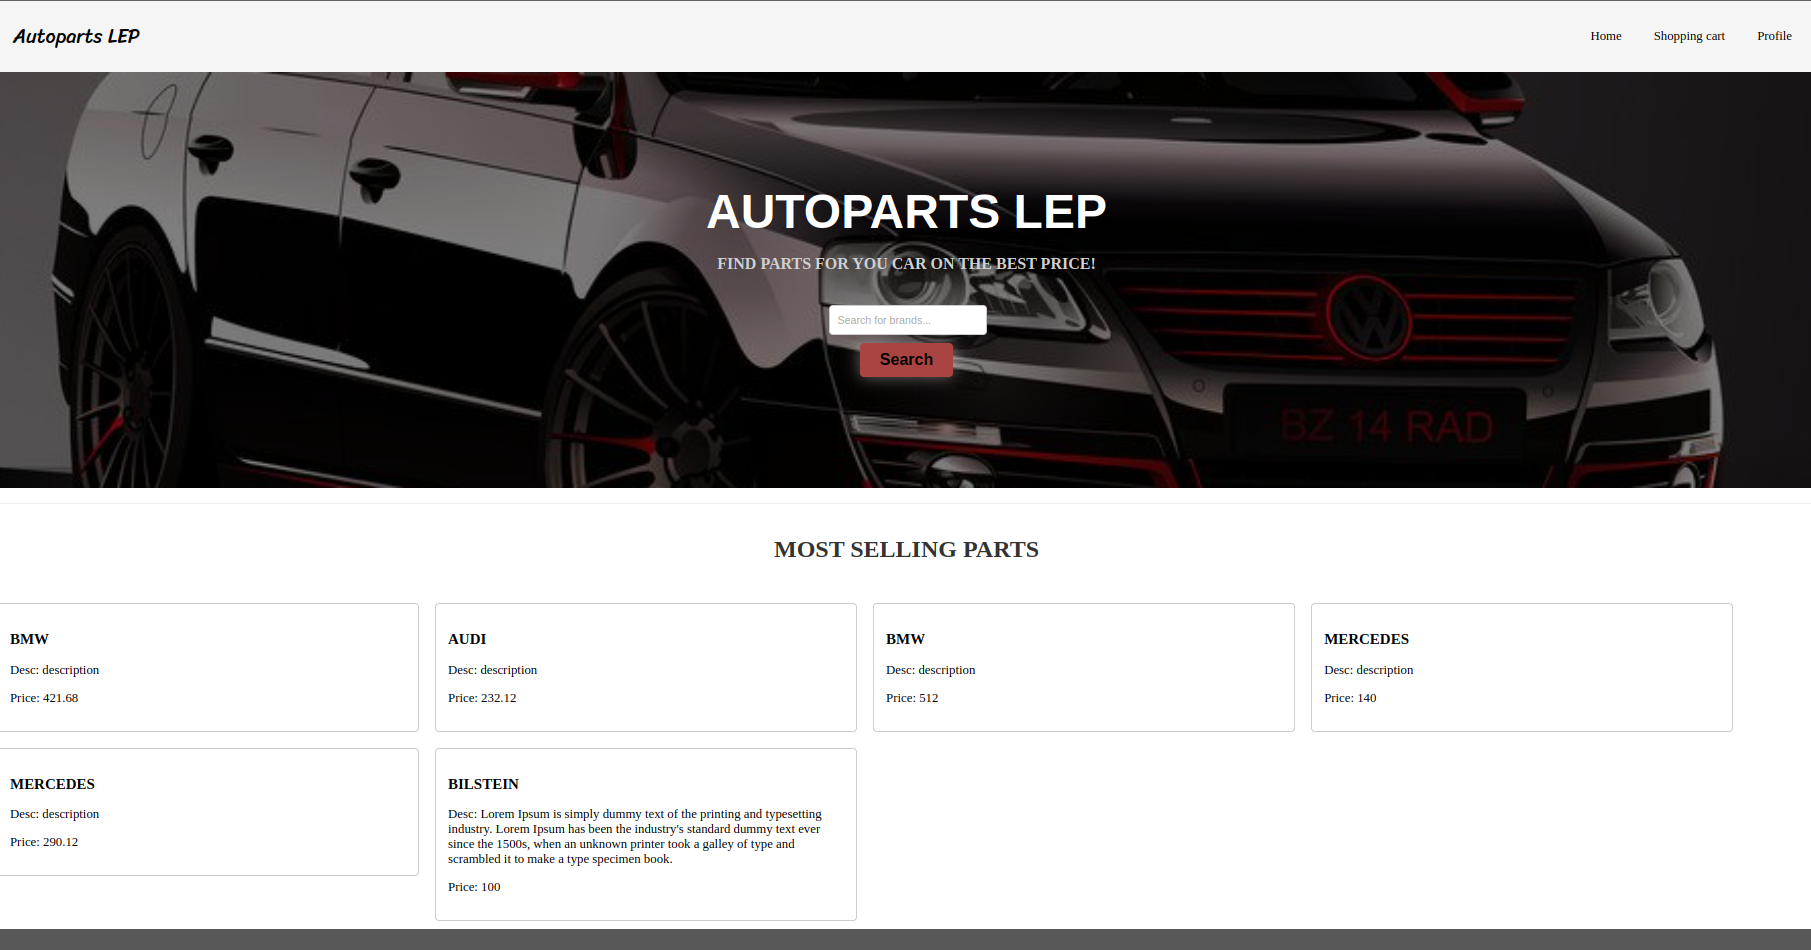 Autoparts LEP
Home
Shopping cart
Profile
AUTOPARTS LEP
FIND PARTS FOR YOU CAR ON THE BEST PRICE!
Search for brands...
Search
BZ 14 RAD
MOST SELLING PARTS
BMW
Desc: description
Price: 421.68
AUDI
Desc: description
Price: 232.12
BMW
Desc: description
Price: 512
MERCEDES
Desc: description
Price: 140
MERCEDES
Desc: description
Price: 290.12
BILSTEIN
Desc: Lorem Ipsum is simply dummy text of the printing and typesetting
industry. Lorem Ipsum has been the industry's standard dummy text ever
since the 1500s, when an unknown printer took a galley of type and
scrambled it to make a type specimen book.
Price: 100